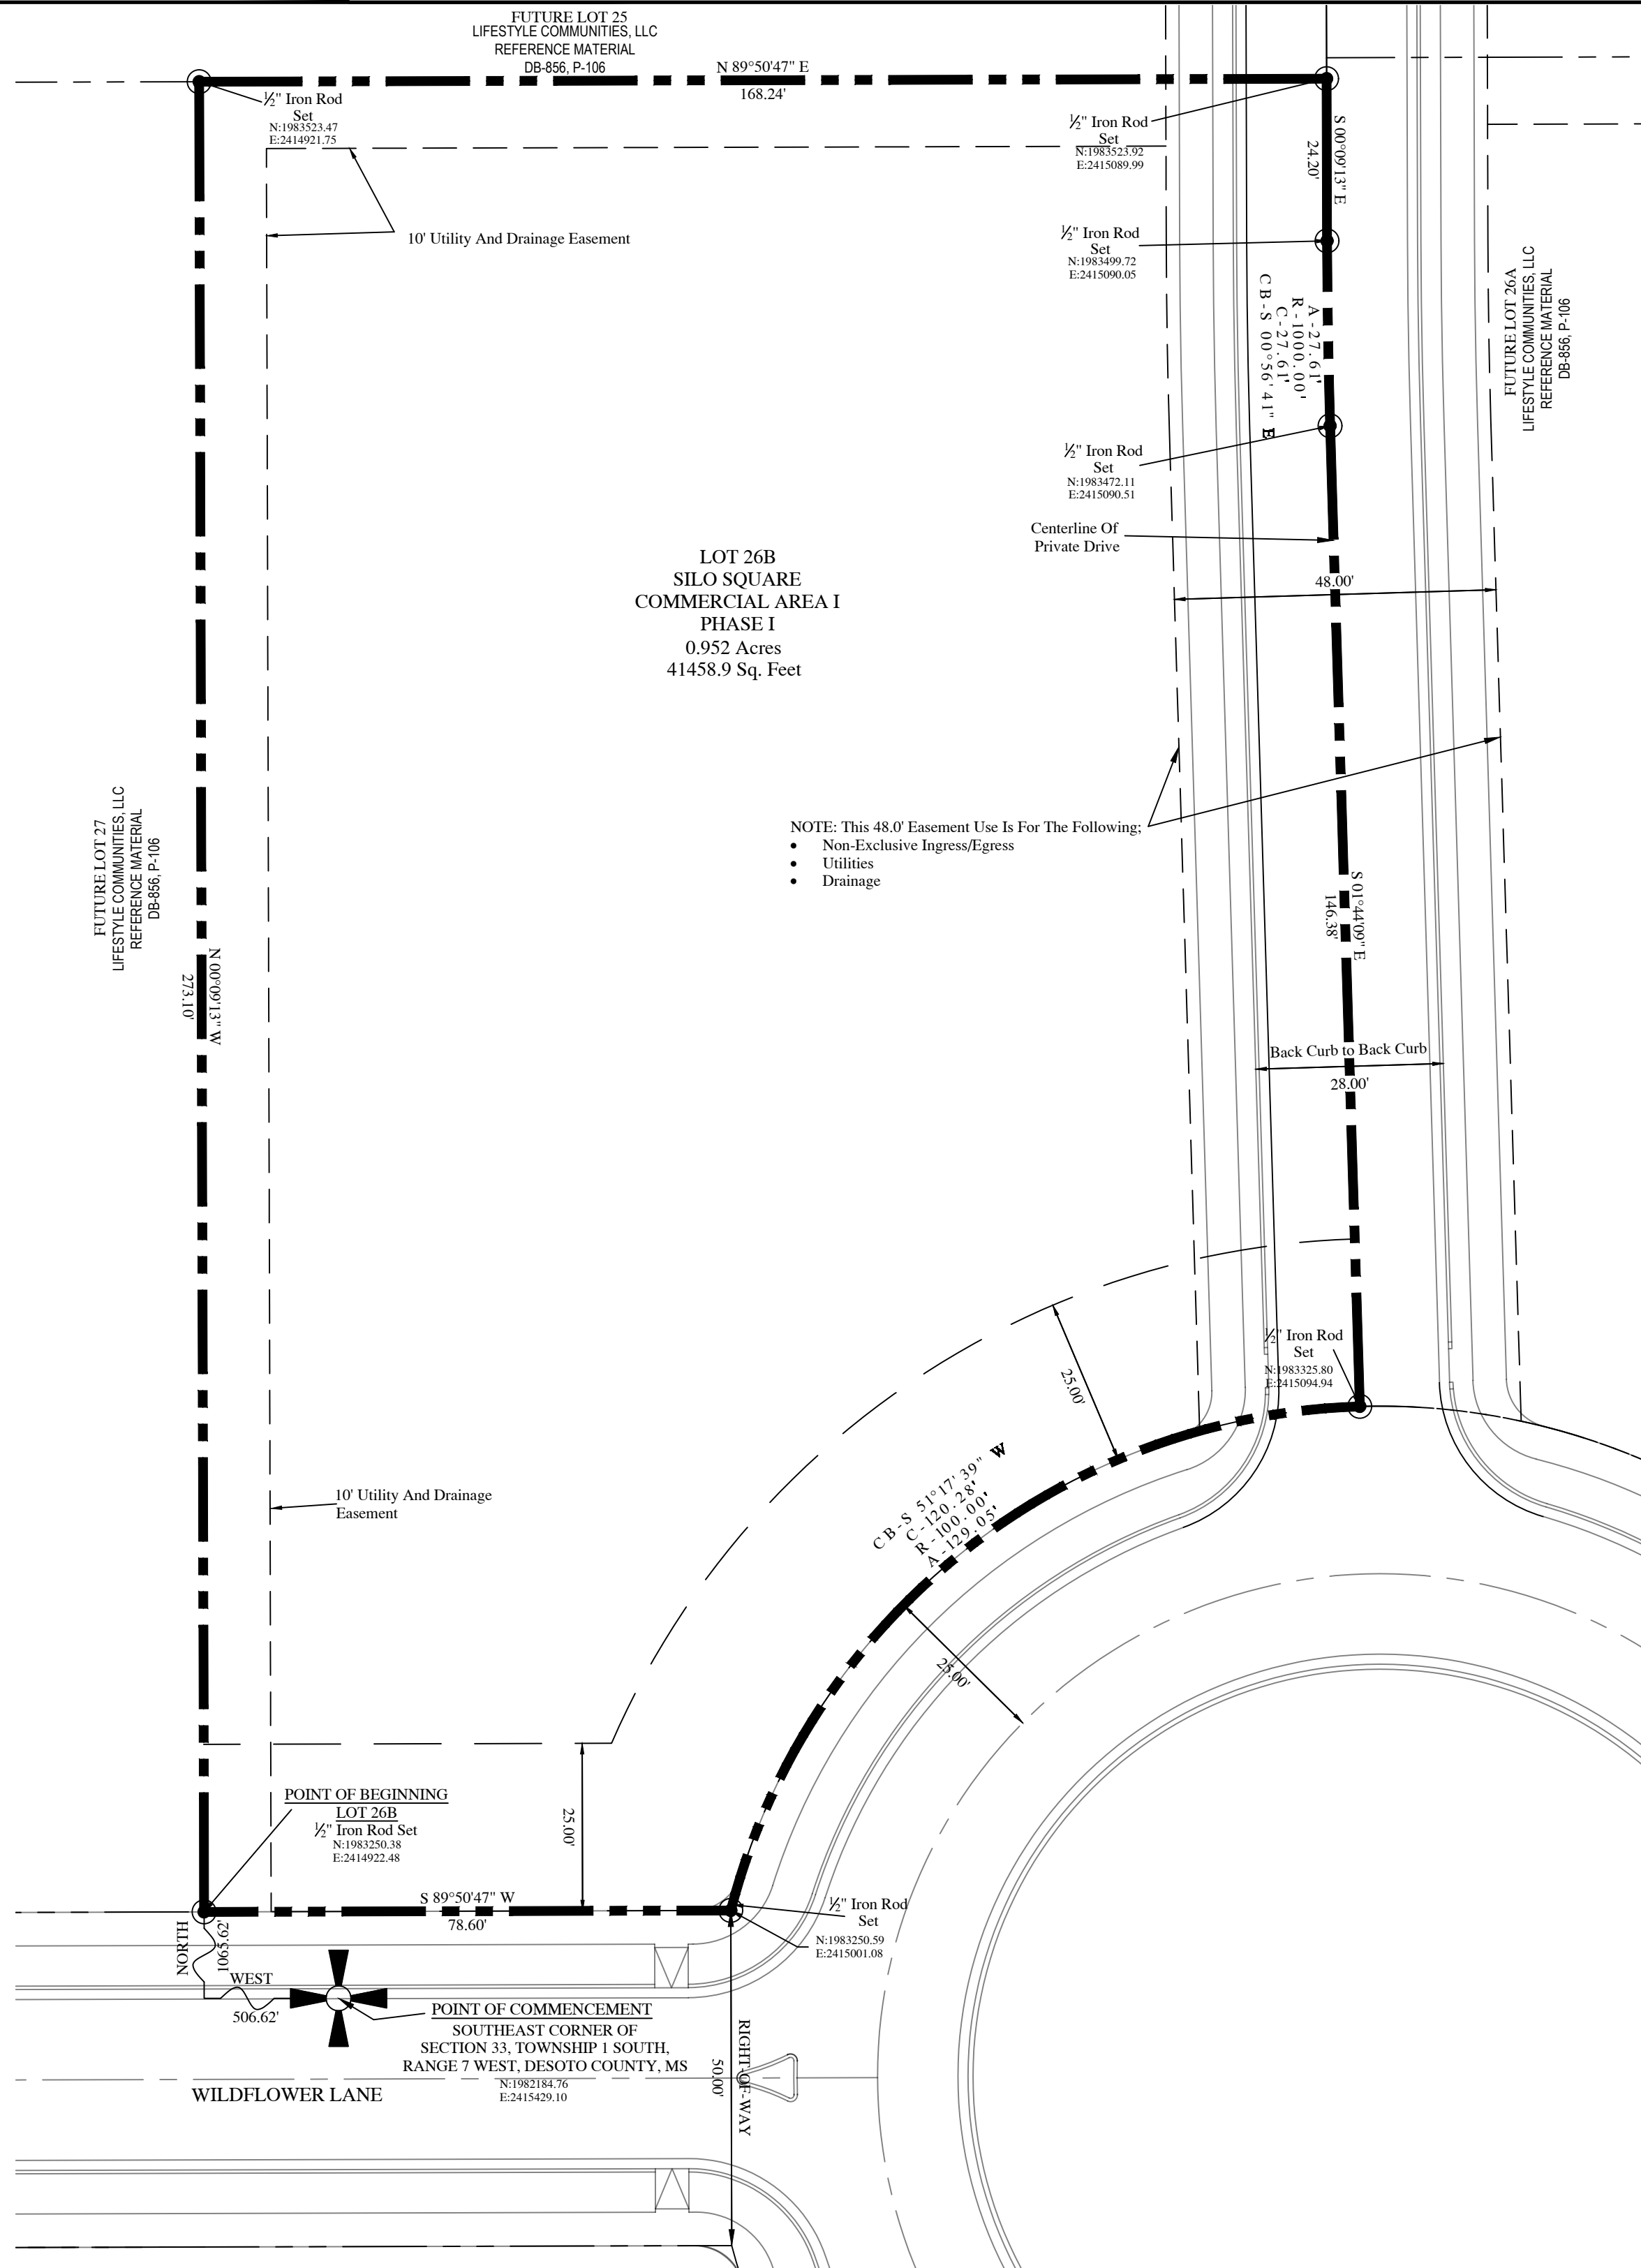 FUTURE LOT 25
LIFESTYLE COMMUNITIES, LLC
REFERENCE MATERIAL
DB-856, P-106
N 89°50'47" E
168.24'
½" Iron Rod
Set
N:1983523.47
E:2414921.75
½" Iron Rod
Set
N:1983523.92
E:2415089.99
S 00°09'13" E
24.20'
10' Utility And Drainage Easement
½" Iron Rod
Set
N:1983499.72
E:2415090.05
A-27.61'
R-1000.00'
C-27.61'
CB-S 00°56'41" E
FUTURE LOT 26A
LIFESTYLE COMMUNITIES, LLC
REFERENCE MATERIAL
DB-856, P-106
½" Iron Rod
Set
N:1983472.11
E:2415090.51
Centerline Of
Private Drive
48.00'
LOT 26B
SILO SQUARE
COMMERCIAL AREA I
PHASE I
0.952 Acres
41458.9 Sq. Feet
NOTE: This 48.0' Easement Use Is For The Following;
• Non-Exclusive Ingress/Egress
• Utilities
• Drainage
FUTURE LOT 27
LIFESTYLE COMMUNITIES, LLC
REFERENCE MATERIAL
DB-856, P-106
N 00°09'13" W
273.10'
S 01°44'09" E
146.38'
Back Curb to Back Curb
28.00'
½" Iron Rod
Set
N:1983325.80
E:2415094.94
25.00'
CB-S 51°17'39" W
C-120.28'
R-100.00'
A-129.05'
10' Utility And Drainage
Easement
25.00'
POINT OF BEGINNING
LOT 26B
½" Iron Rod Set
N:1983250.38
E:2414922.48
25.00'
S 89°50'47" W
78.60'
½" Iron Rod
Set
N:1983250.59
E:2415001.08
NORTH
1065.62'
WEST
506.62'
POINT OF COMMENCEMENT
SOUTHEAST CORNER OF
SECTION 33, TOWNSHIP 1 SOUTH,
RANGE 7 WEST, DESOTO COUNTY, MS
N:1982184.76
E:2415429.10
WILDFLOWER LANE
RIGHT-OF-WAY
50.00'